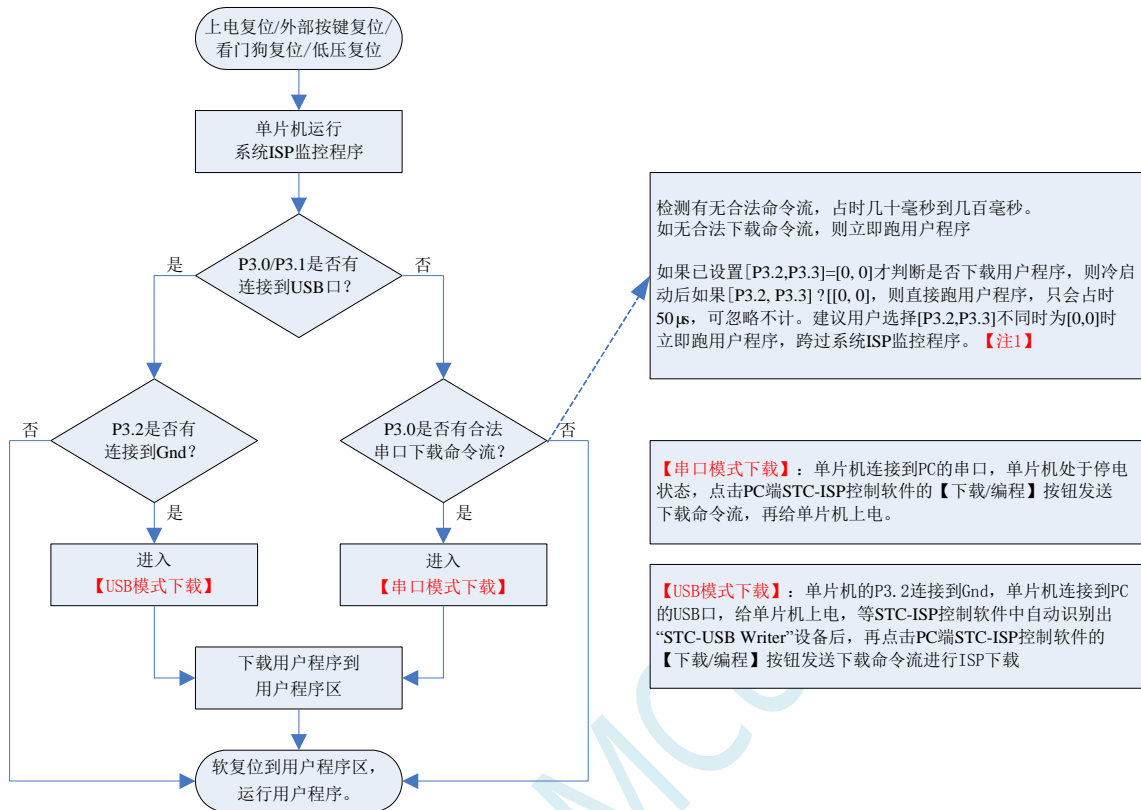 上电复位/外部按键复位/
看门狗复位/低压复位
单片机运行
系统ISP监控程序
P3.0/P3.1是否有
连接到USB口？
是
否
P3.2是否有
连接到Gnd？
否
是
P3.0是否有合法
串口下载命令流？
否
是
进入
【USB模式下载】
进入
【串口模式下载】
下载用户程序到
用户程序区
软复位到用户程序区，
运行用户程序。
检测有无合法命令流，占时几十毫秒到几百毫秒。
如无合法下载命令流，则立即跑用户程序
如果已设置[P3.2,P3.3]=[0, 0]才判断是否下载用户程序，则冷启
动后如果[P3.2, P3.3] ?[[0, 0]，则直接跑用户程序，只会占时
50μs，可忽略不计。建议用户选择[P3.2,P3.3]不同时为[0,0]时
立即跑用户程序，跨过系统ISP监控程序。【注1】
【串口模式下载】：单片机连接到PC的串口，单片机处于停电
状态，点击PC端STC-ISP控制软件的【下载/编程】按钮发送
下载命令流，再给单片机上电。
【USB模式下载】：单片机的P3.2连接到Gnd，单片机连接到PC
的USB口，给单片机上电，等STC-ISP控制软件中自动识别出
“STC-USB Writer”设备后，再点击PC端STC-ISP控制软件的
【下载/编程】按钮发送下载命令流进行ISP下载
MC